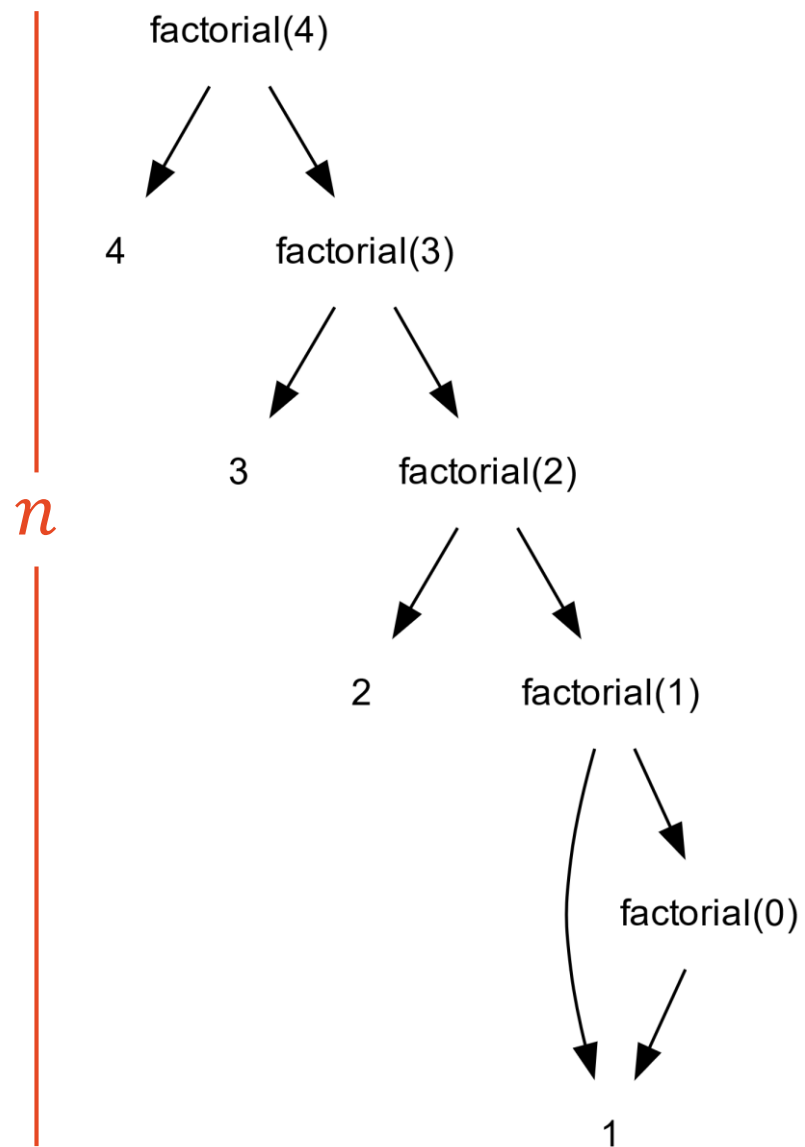 factorial(4)
4 factorial(3)
3 factorial(2)
n
2 factorial(1)
factorial(0)
1